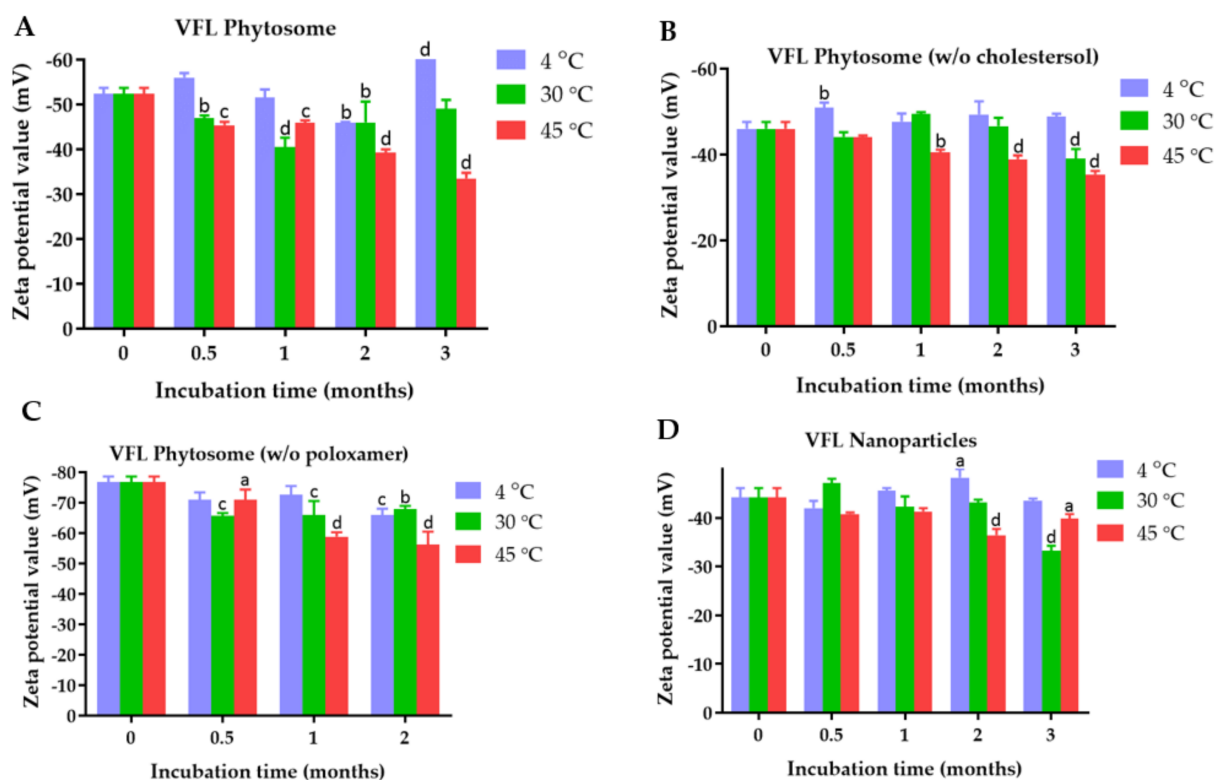 A
VFL Phytosome
Zeta potential value (mV)
-60
-50
-40
-30
-20
-10
0
b
c
d
c
b
b
d
d
d
4 °C
30 °C
45 °C
0 0.5 1 2 3
Incubation time (months)
B
VFL Phytosome (w/o cholestersol)
Zeta potential value (mV)
-60
-40
-20
0
b
b
d
d
d
4 °C
30 °C
45 °C
0 0.5 1 2 3
Incubation time (months)
C
VFL Phytosome (w/o poloxamer)
Zeta potential value (mV)
-80
-70
-60
-50
-40
-30
-20
-10
0
c
a
c
d
c
b
d
4 °C
30 °C
45 °C
0 0.5 1 2
Incubation time (months)
D
VFL Nanoparticles
Zeta potential value (mV)
-40
-30
-20
-10
0
a
d
d
a
4 °C
30 °C
45 °C
0 0.5 1 2 3
Incubation time (months)